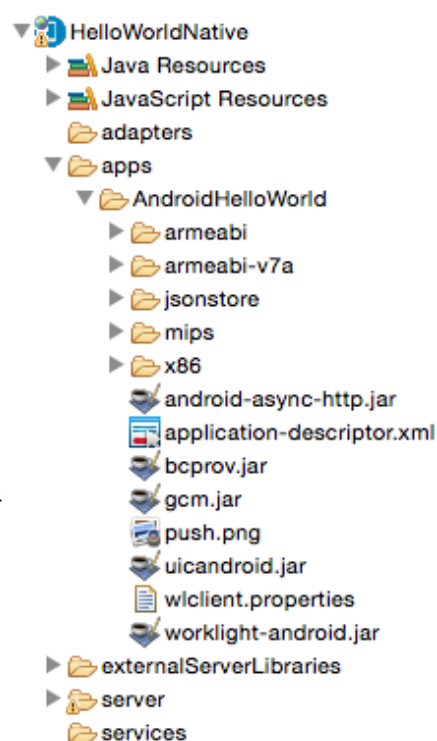 HelloWorldNative
Java Resources
JavaScript Resources
adapters
apps
AndroidHelloWorld
armeabi
armeabi-v7a
jsonstore
mips
x86
android-async-http.jar
application-descriptor.xml
bcprov.jar
gcm.jar
push.png
uicandroid.jar
wlclient.properties
worklight-android.jar
externalServerLibraries
server
services